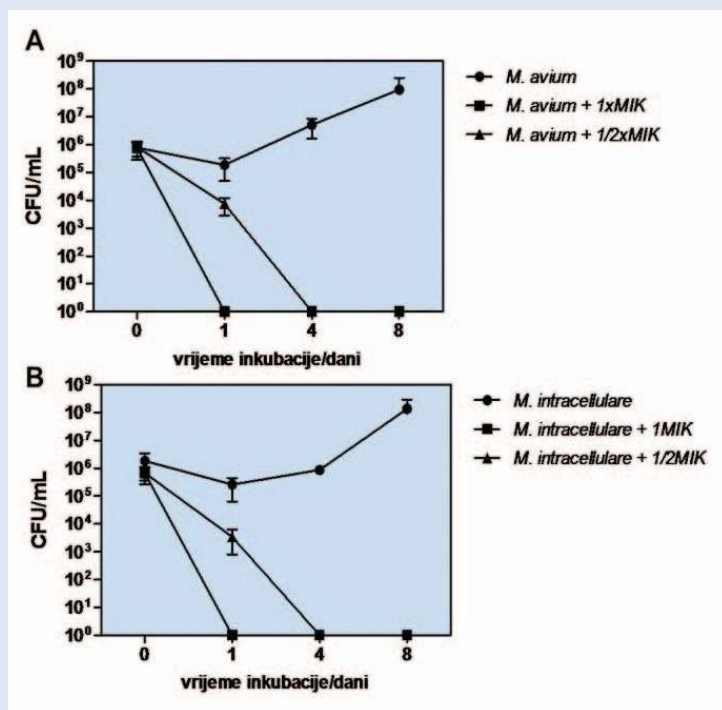 A
10⁹
10⁸
10⁷
10⁶
10⁵
10⁴
10³
10²
10¹
10⁰
CFU/mL
0 1 4 8
vrijeme inkubacije/dani
M. avium
M. avium + 1xMIK
M. avium + 1/2xMIK
B
10⁹
10⁸
10⁷
10⁶
10⁵
10⁴
10³
10²
10¹
10⁰
CFU/mL
0 1 4 8
vrijeme inkubacije/dani
M. intracellulare
M. intracellulare + 1MIK
M. intracellulare + 1/2MIK